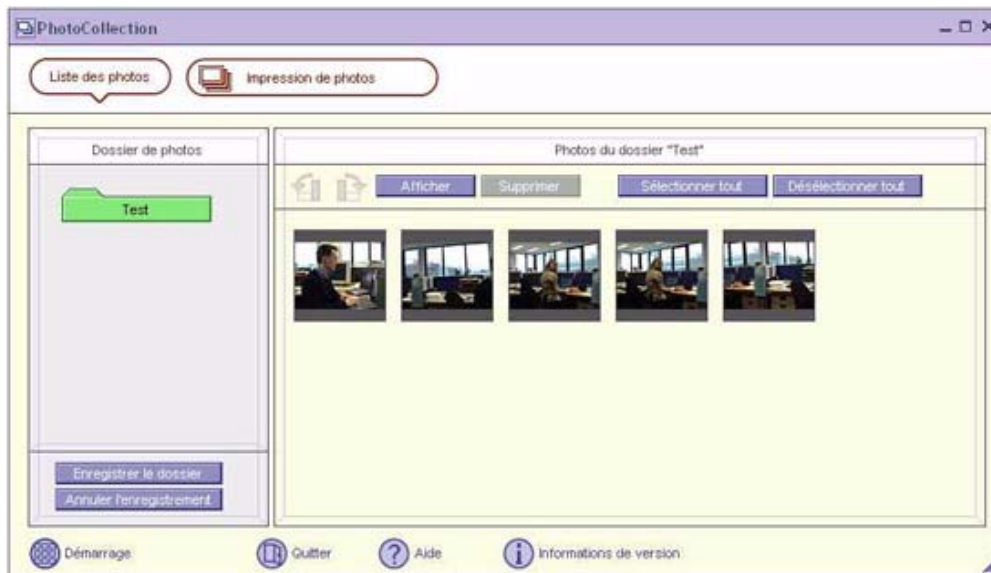 PhotoCollection
Liste des photos
Impression de photos
Dossier de photos
Photos du dossier "Test"
Afficher
Supprimer
Sélectionner tout
Désélectionner tout
Test
Enregistrer le dossier
Annuler l'enregistrement
Démarrage
Quitter
Aide
Informations de version